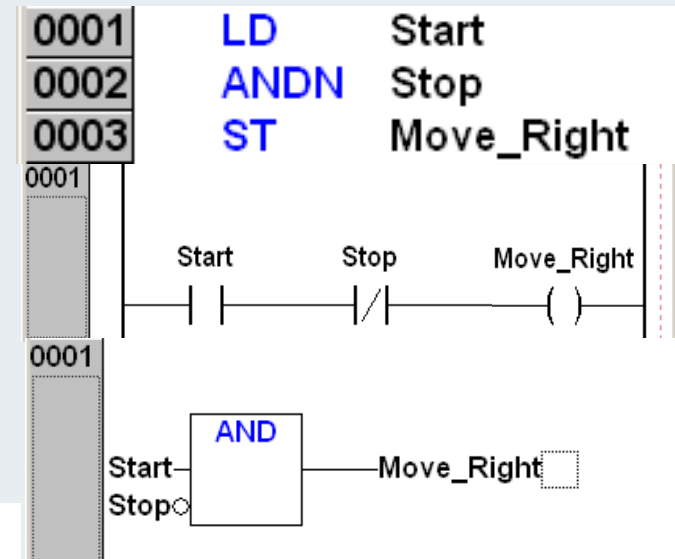 0001 LD Start
0002 ANDN Stop
0003 ST Move_Right
0001
Start Stop Move_Right
0001
AND
Start Move_Right
Stop